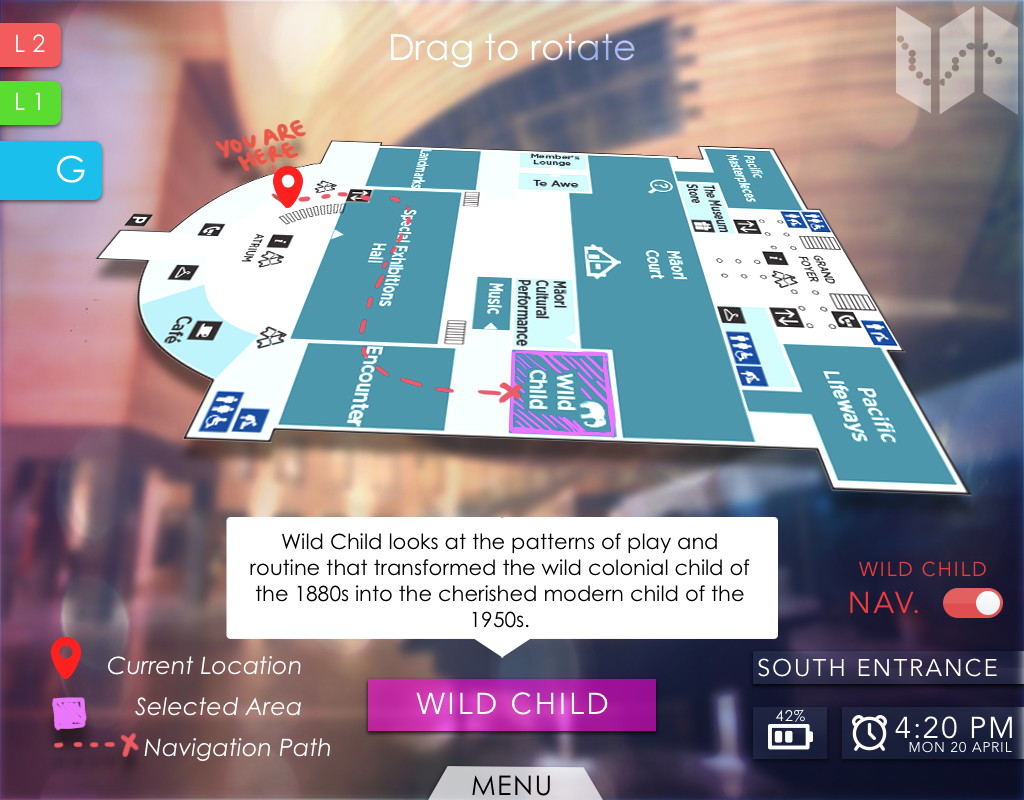 L 2
Drag to rotate
L 1
G
YOU ARE
HERE
Landmarks
Member's
Lounge
Te Awe
Pacific
Masterpieces
The Museum
Store
P
ATRIUM
Special Exhibitions
Hall
Māori
Court
GRAND
FOYER
Music
Māori
Cultural
Performance
Café
Encounter
Wild
Child
Pacific
Lifeways
Wild Child looks at the patterns of play and
routine that transformed the wild colonial child of
the 1880s into the cherished modern child of the
1950s.
WILD CHILD
NAV.
Current Location
Selected Area
Navigation Path
WILD CHILD
SOUTH ENTRANCE
42%
4:20 PM
MON 20 APRIL
MENU